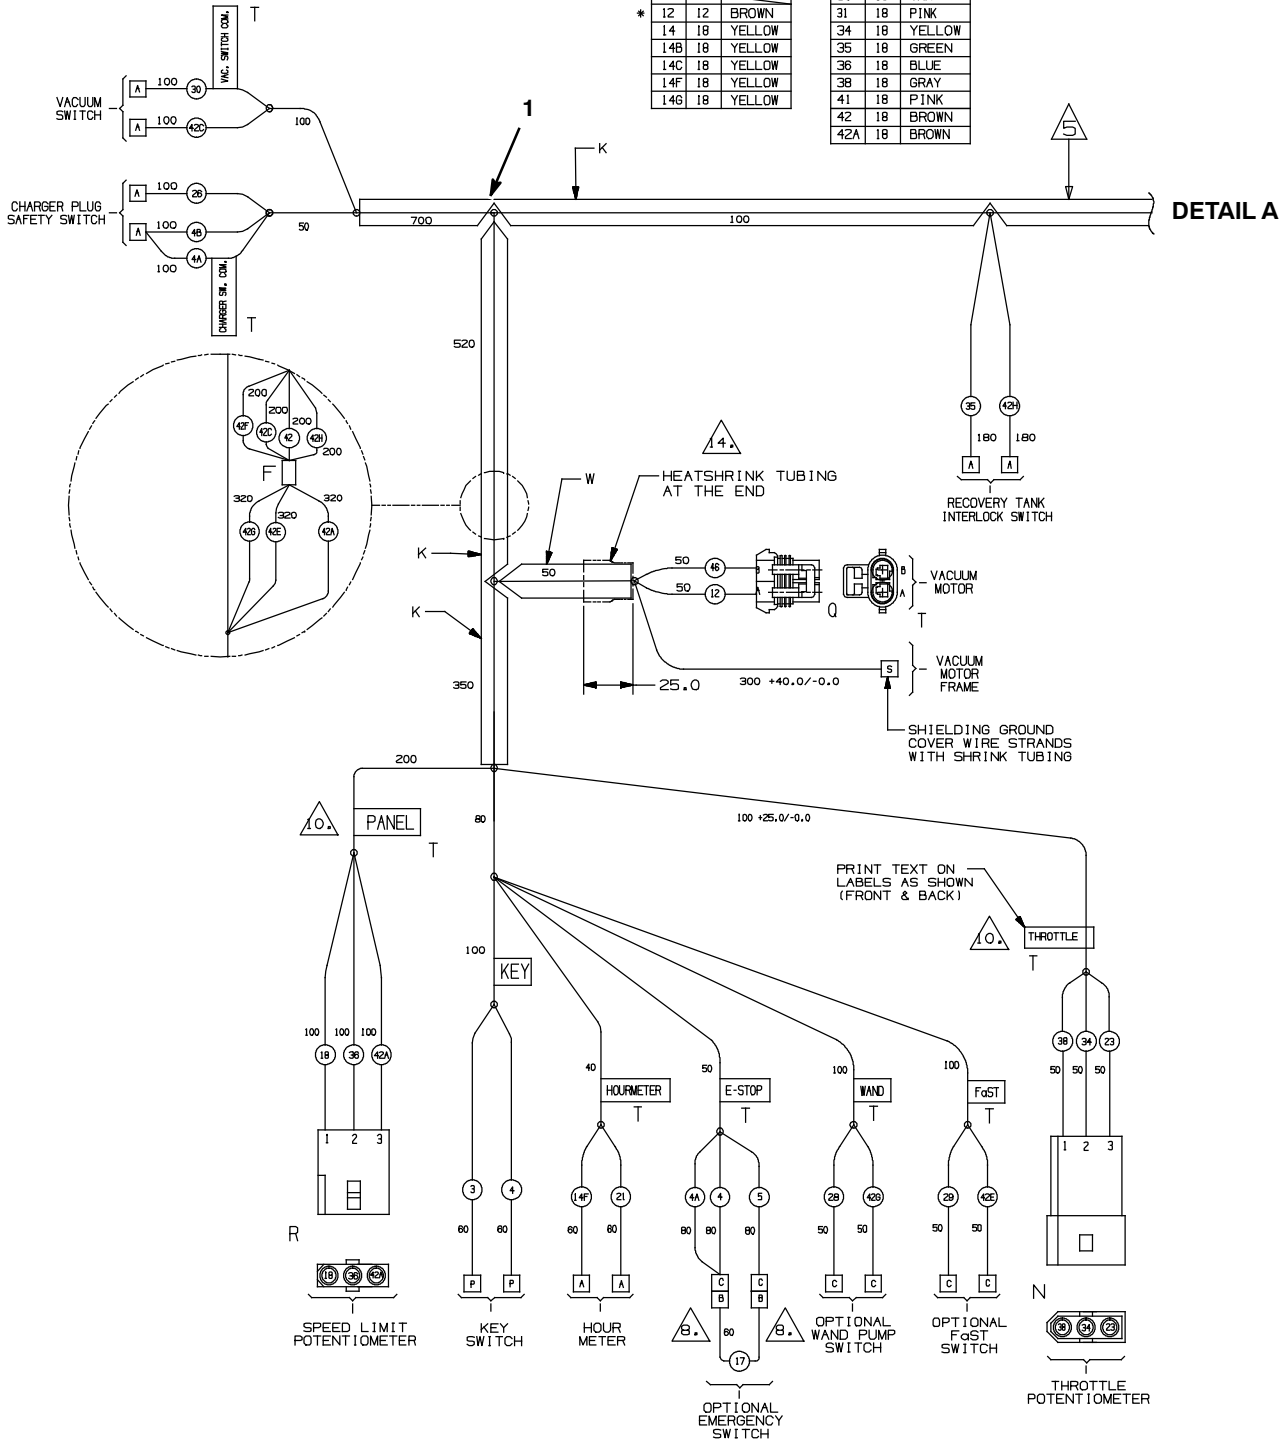 T
VAC. SWITCH COM.
* 12 12 BROWN
14 18 YELLOW
14B 18 YELLOW
14C 18 YELLOW
14F 18 YELLOW
14G 18 YELLOW
31 18 PINK
34 18 YELLOW
35 18 GREEN
36 18 BLUE
38 18 GRAY
41 18 PINK
42 18 BROWN
42A 18 BROWN
VACUUM
SWITCH
A 100 30
A 100 42C
100
1
K
5
CHARGER PLUG
SAFETY SWITCH
A 100 26
A 100 4B
100 4A
50
CHARGER SW. COM.
T
700
100
DETAIL A
520
200
200
200
200
42F 42C 42 42H
F
320
320
320
42G 42E 42A
35 42H
180 180
A A
RECOVERY TANK
INTERLOCK SWITCH
14.
HEATSHRINK TUBING
AT THE END
W
K
50
50 46
50 12
B
A
Q
B
A
VACUUM
MOTOR
T
K
350
25.0
300 +40.0/-0.0
S
VACUUM
MOTOR
FRAME
SHIELDING GROUND
COVER WIRE STRANDS
WITH SHRINK TUBING
200
10.
PANEL
T
80
100 +25.0/-0.0
PRINT TEXT ON
LABELS AS SHOWN
(FRONT & BACK)
10.
THROTTLE
T
100
KEY
100 100 100
18 36 42A
1 2 3
R
18 36 42A
SPEED LIMIT
POTENTIOMETER
3 4
60 60
P P
KEY
SWITCH
40
HOURMETER
T
14F 21
60 60
A A
HOUR
METER
50
E-STOP
T
4A 4 5
80 80 80
C C
B B
8.
60
8.
17
OPTIONAL
EMERGENCY
SWITCH
100
WAND
T
28 42G
50 50
C C
OPTIONAL
WAND PUMP
SWITCH
100
FaST
T
29 42E
50 50
C C
OPTIONAL
FaST
SWITCH
38 34 23
50 50 50
1 2 3
N
38 34 23
THROTTLE
POTENTIOMETER